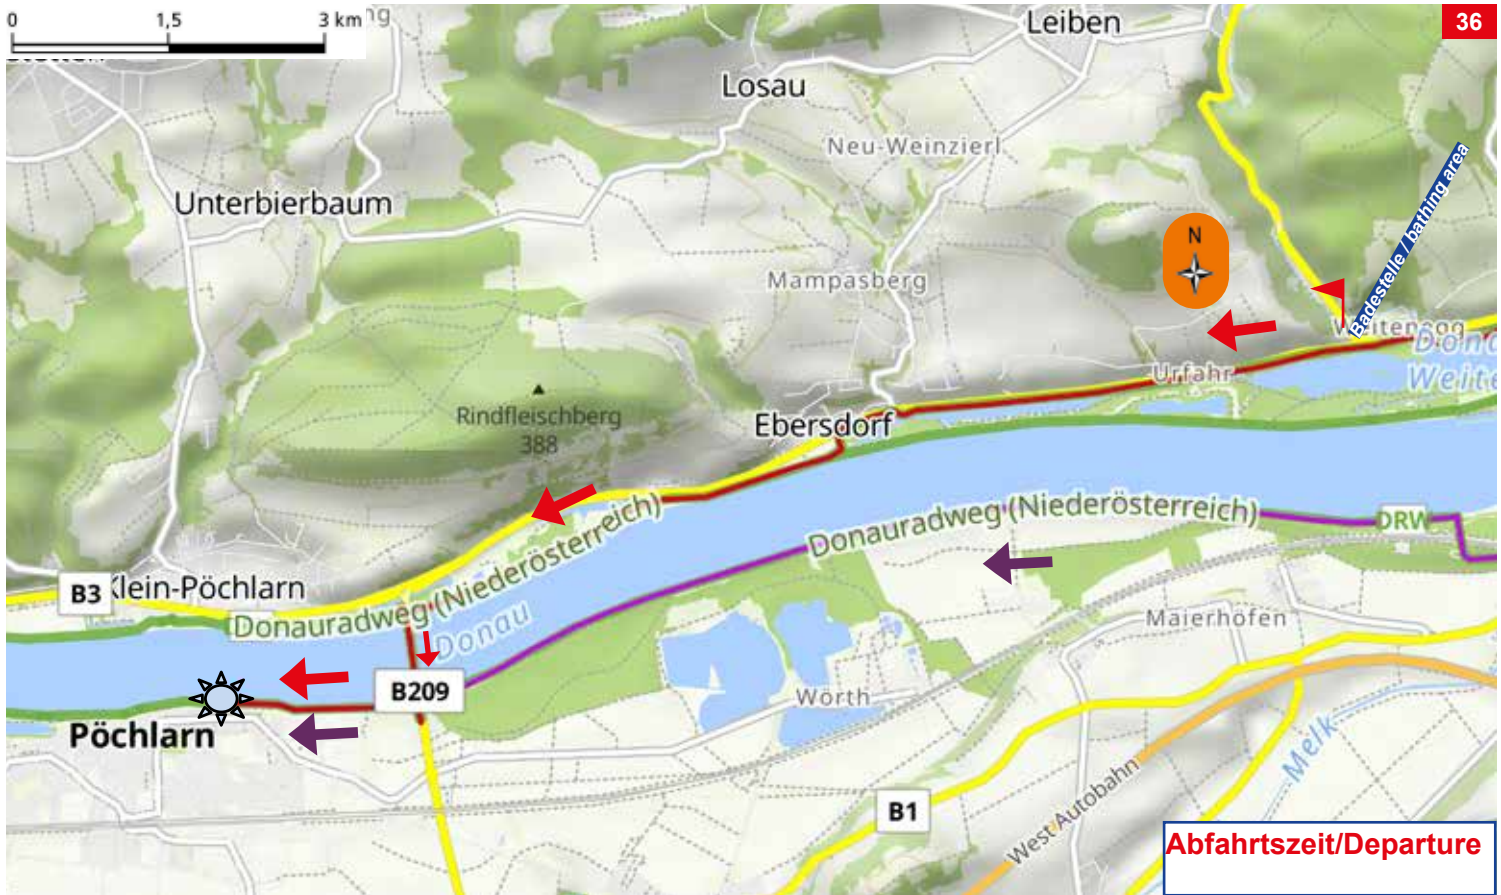 0 1,5 3 km
36
Leiben
Losau
Neu-Weinzierl
Badestelle / bathing area
Unterbierbaum
N
Mampasberg
Weitenegg
Urfahr
Rindfleischberg
388
Ebersdorf
Donauradweg (Niederösterreich)
DRW
B3
Klein-Pöchlarn
Donauradweg (Niederösterreich)
Donau
Maierhöfen
B209
Wörth
Pöchlarn
Melk
B1
West Autobahn
Abfahrtszeit/Departure